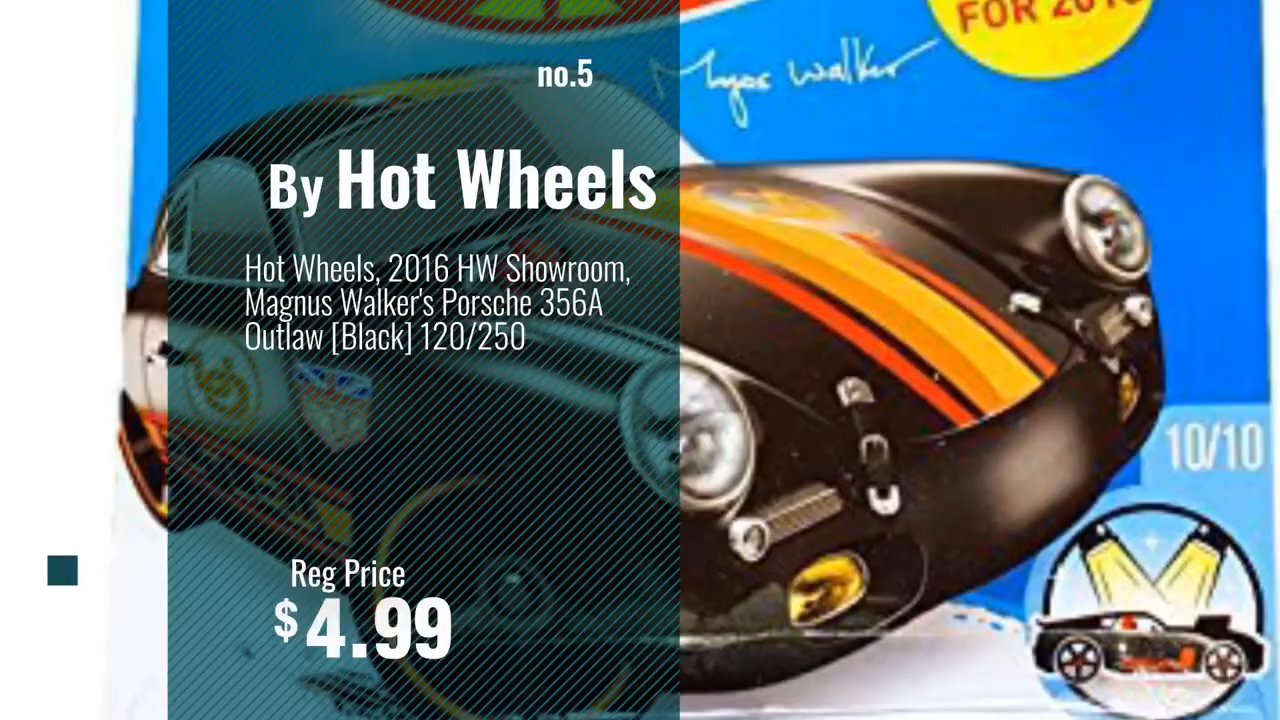 FOR 2016
no.5
By Hot Wheels
Hot Wheels, 2016 HW Showroom,
Magnus Walker's Porsche 356A
Outlaw [Black] 120/250
10/10
Reg Price
$4.99